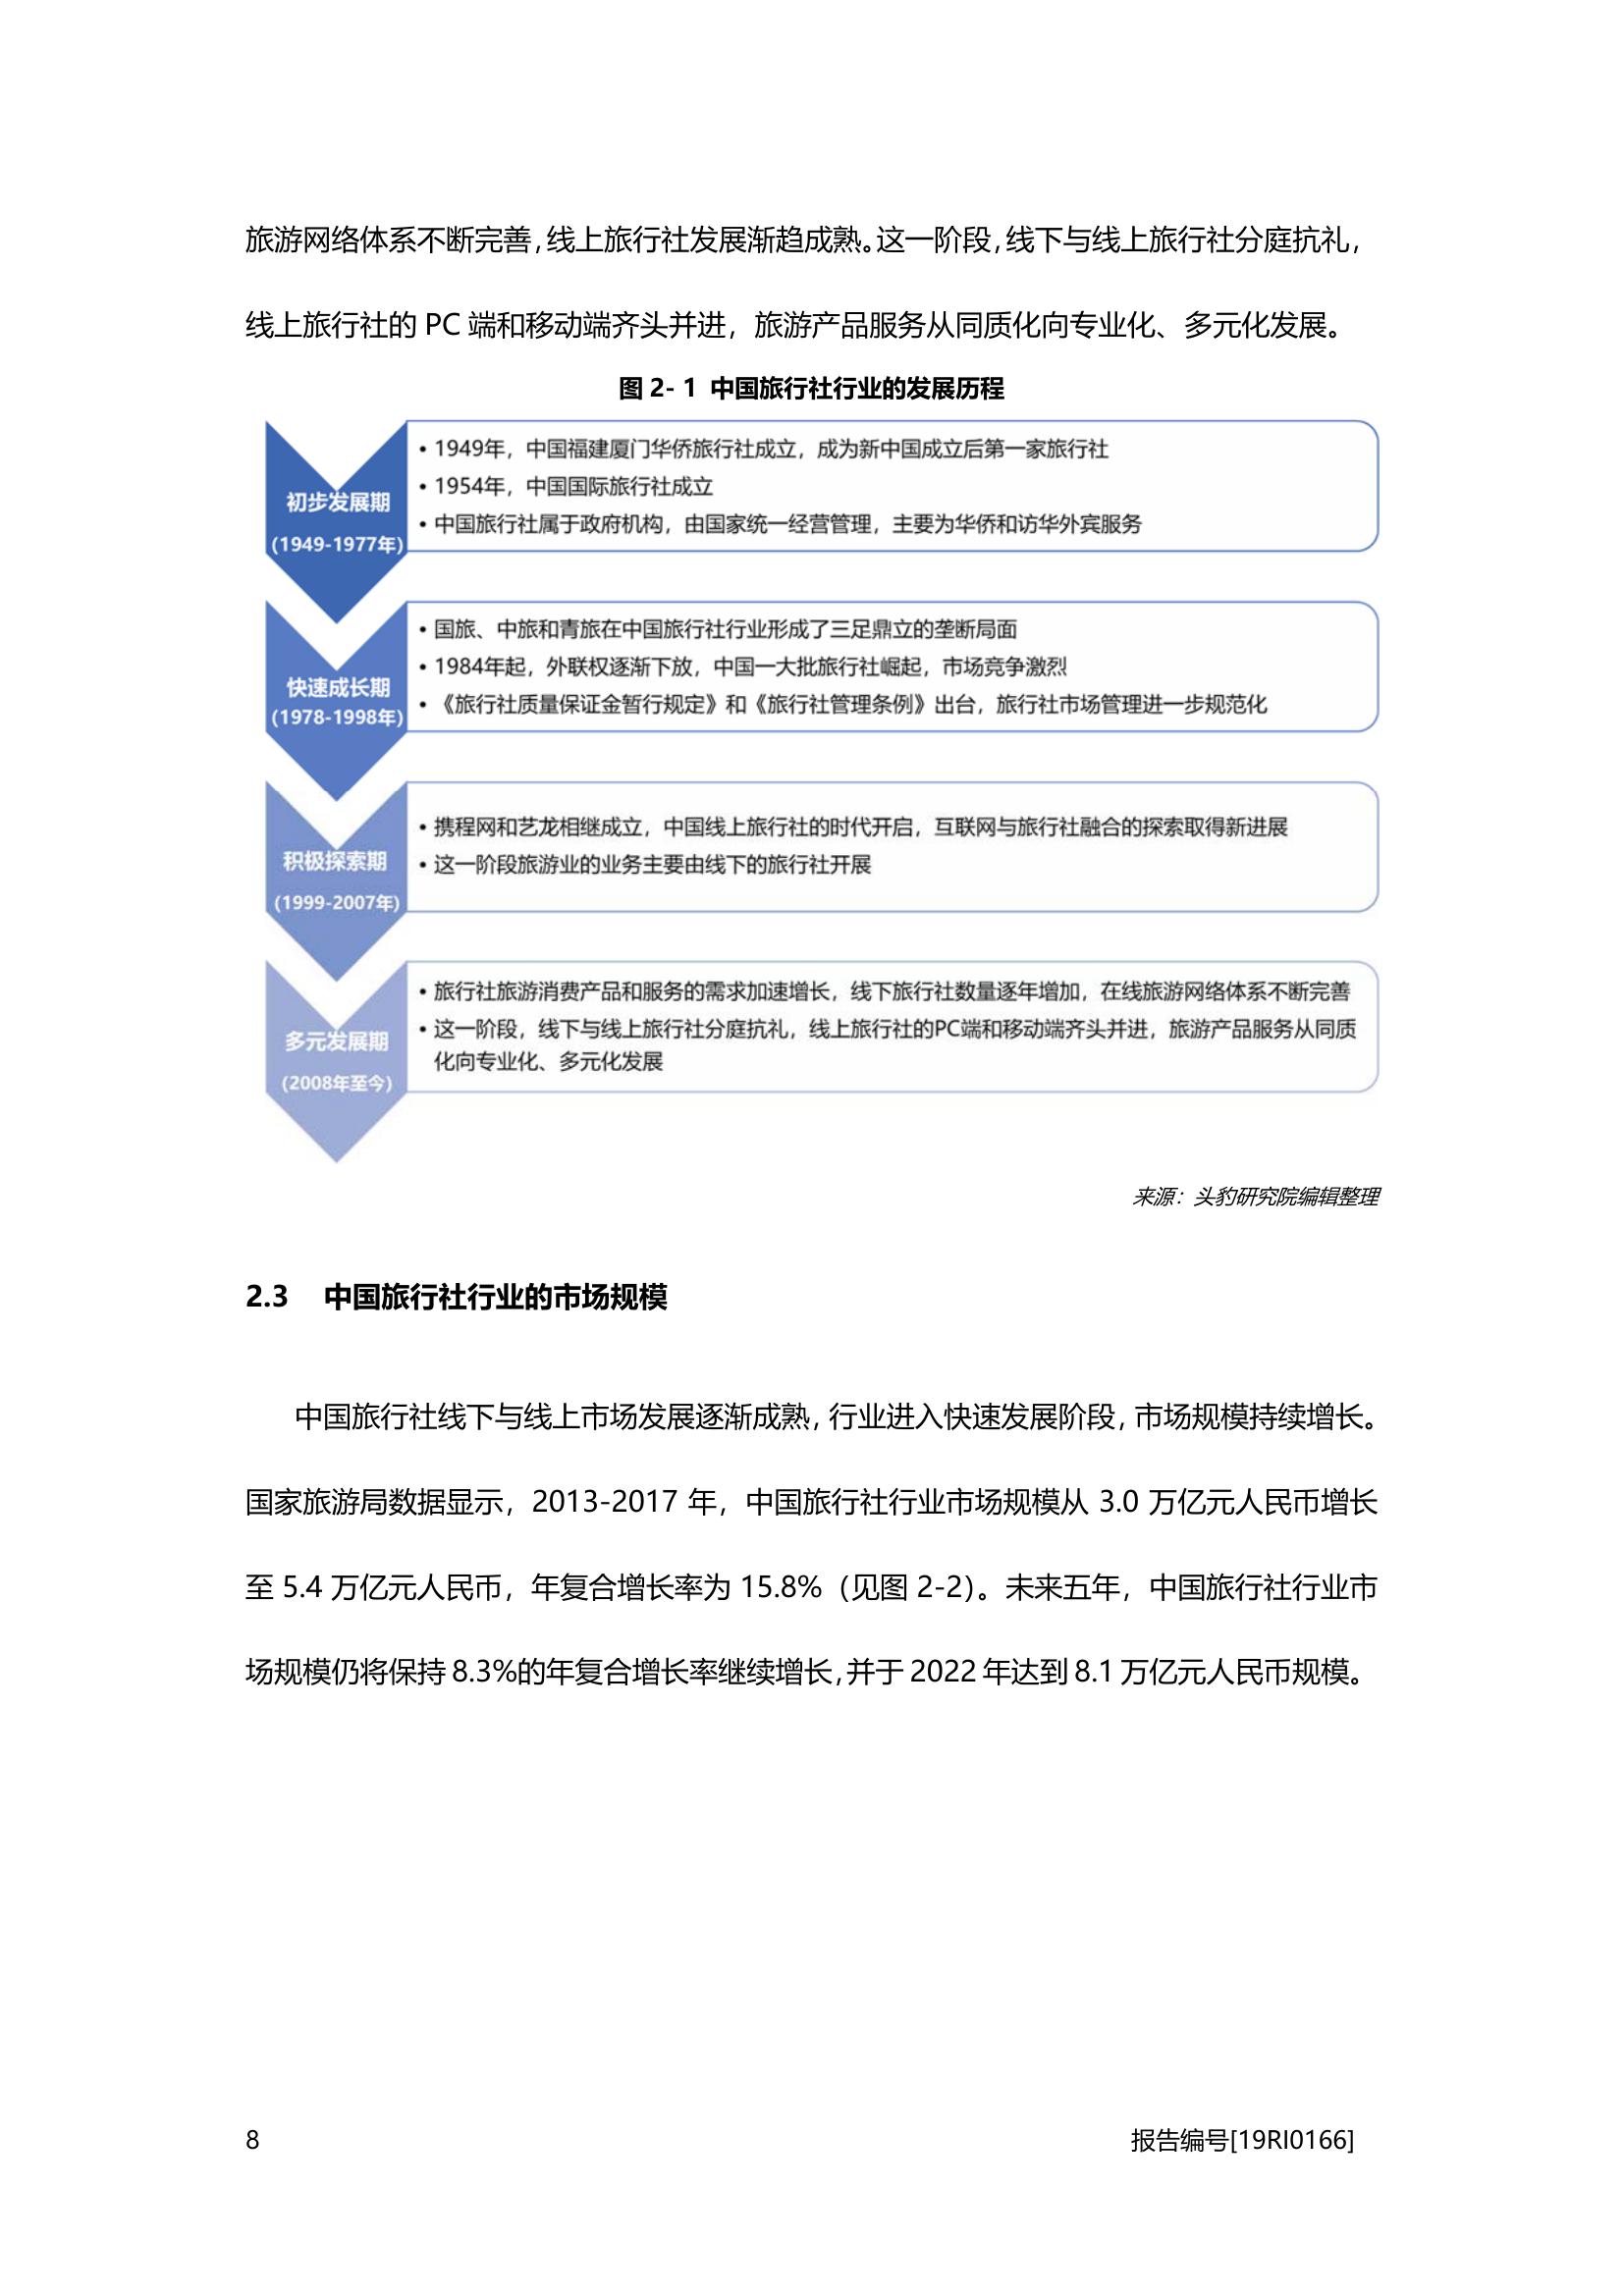 旅游网络体系不断完善，线上旅行社发展渐趋成熟。这一阶段，线下与线上旅行社分庭抗礼，
线上旅行社的 PC 端和移动端齐头并进，旅游产品服务从同质化向专业化、多元化发展。
图 2- 1 中国旅行社行业的发展历程
初步发展期
(1949-1977年)
• 1949年，中国福建厦门华侨旅行社成立，成为新中国成立后第一家旅行社
• 1954年，中国国际旅行社成立
• 中国旅行社属于政府机构，由国家统一经营管理，主要为华侨和访华外宾服务
快速成长期
(1978-1998年)
• 国旅、中旅和青旅在中国旅行社行业形成了三足鼎立的垄断局面
• 1984年起，外联权逐渐下放，中国一大批旅行社崛起，市场竞争激烈
• 《旅行社质量保证金暂行规定》和《旅行社管理条例》出台，旅行社市场管理进一步规范化
积极探索期
(1999-2007年)
• 携程网和艺龙相继成立，中国线上旅行社的时代开启，互联网与旅行社融合的探索取得新进展
• 这一阶段旅游业的业务主要由线下的旅行社开展
多元发展期
(2008年至今)
• 旅行社旅游消费产品和服务的需求加速增长，线下旅行社数量逐年增加，在线旅游网络体系不断完善
• 这一阶段，线下与线上旅行社分庭抗礼，线上旅行社的PC端和移动端齐头并进，旅游产品服务从同质
化向专业化、多元化发展
来源：头豹研究院编辑整理
2.3 中国旅行社行业的市场规模
中国旅行社线下与线上市场发展逐渐成熟，行业进入快速发展阶段，市场规模持续增长。
国家旅游局数据显示，2013-2017 年，中国旅行社行业市场规模从 3.0 万亿元人民币增长
至 5.4 万亿元人民币，年复合增长率为 15.8%（见图 2-2）。未来五年，中国旅行社行业市
场规模仍将保持 8.3%的年复合增长率继续增长，并于 2022 年达到 8.1 万亿元人民币规模。
8
报告编号[19RI0166]